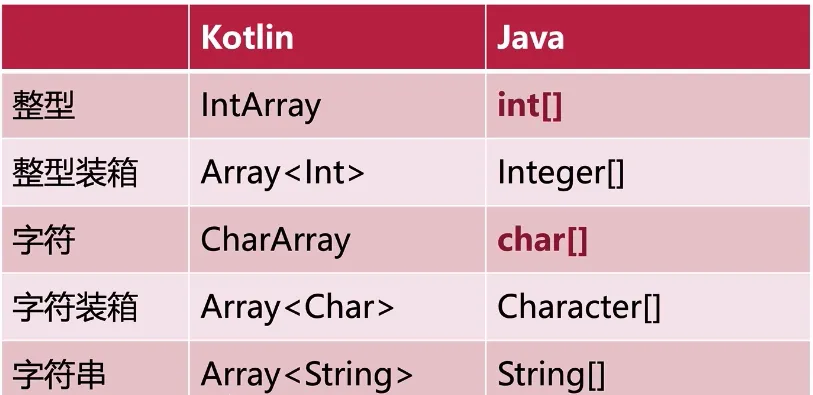 Kotlin Java
整型 IntArray int[]
整型装箱 Array<Int> Integer[]
字符 CharArray char[]
字符装箱 Array<Char> Character[]
字符串 Array<String> String[]